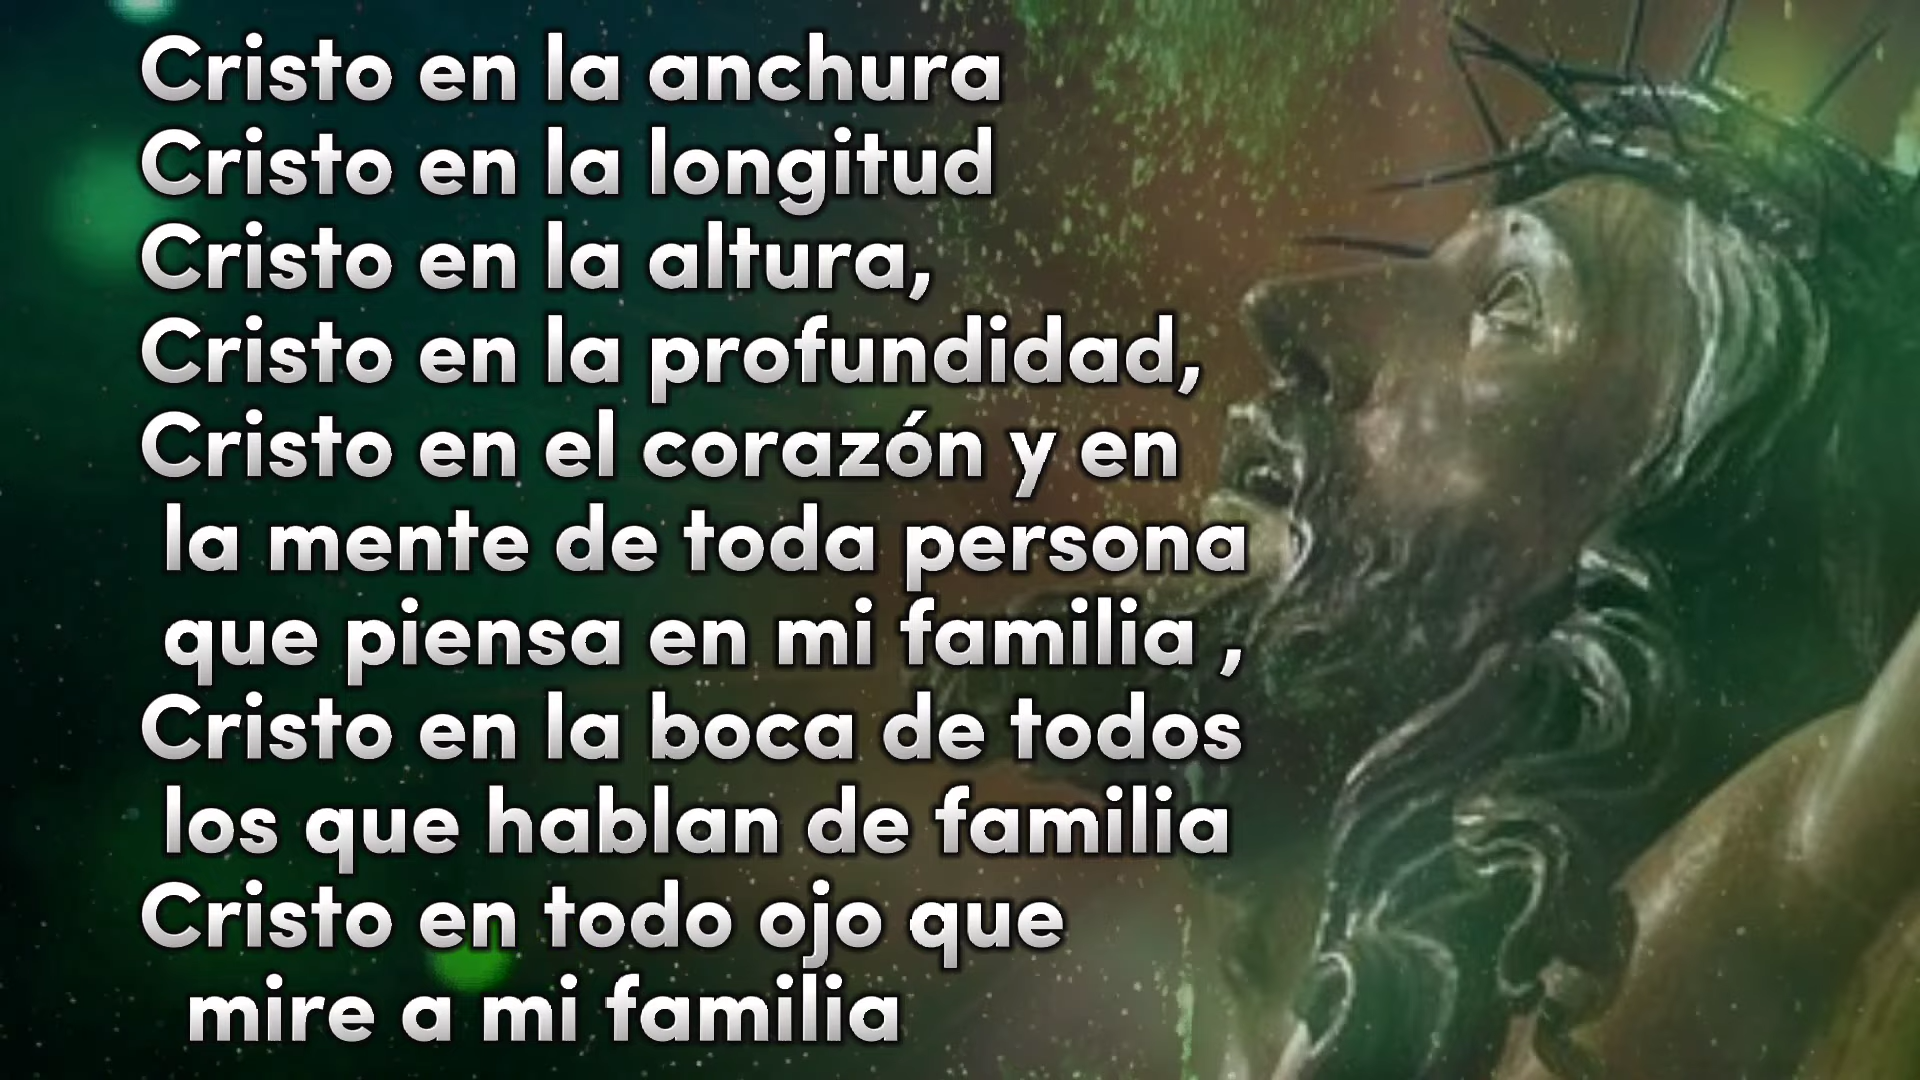 Cristo en la anchura
Cristo en la longitud
Cristo en la altura,
Cristo en la profundidad,
Cristo en el corazón y en
la mente de toda persona
que piensa en mi familia ,
Cristo en la boca de todos
los que hablan de familia
Cristo en todo ojo que
mire a mi familia